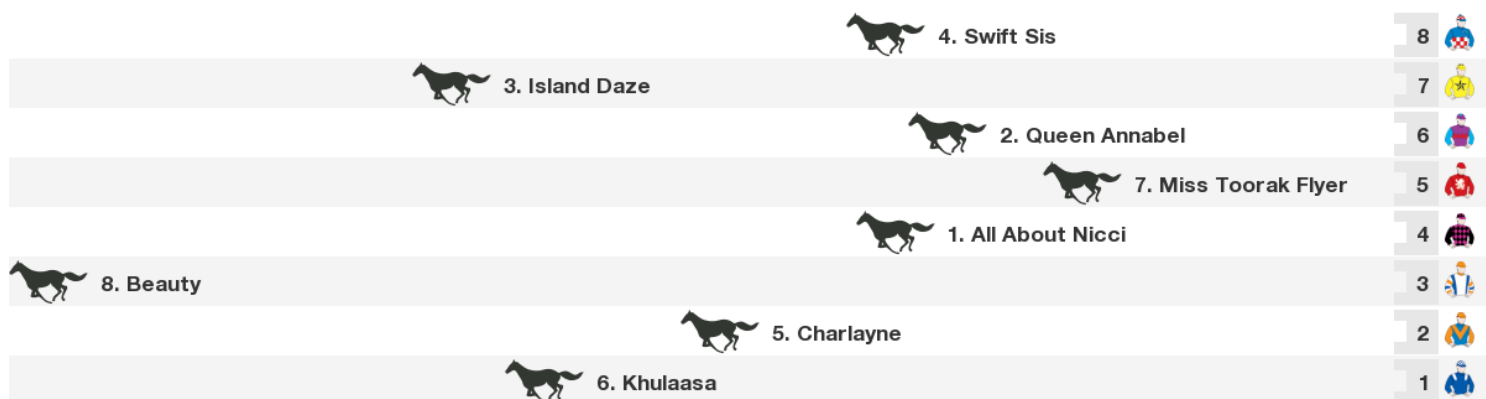 4. Swift Sis 8
3. Island Daze 7
2. Queen Annabel 6
7. Miss Toorak Flyer 5
1. All About Nicci 4
8. Beauty 3
5. Charlayne 2
6. Khulaasa 1